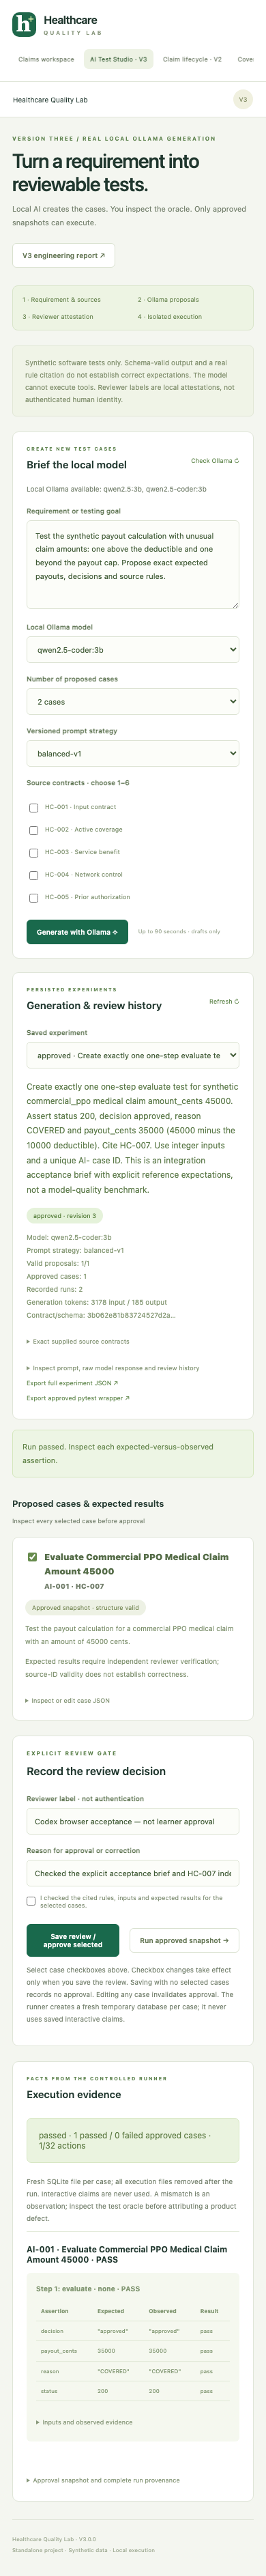 Healthcare
QUALITY LAB
Claims workspace
AI Test Studio · V3
Claim lifecycle · V2
Healthcare Quality Lab
V3
VERSION THREE / REAL LOCAL OLLAMA GENERATION
Turn a requirement into
reviewable tests.
Local AI creates the cases. You inspect the oracle. Only approved
snapshots can execute.
V3 engineering report ↗
1 · Requirement & sources
2 · Ollama proposals
3 · Reviewer attestation
4 · Isolated execution
Synthetic software tests only. Schema-valid output and a real
rule citation do not establish correct expectations. The model
cannot execute tools. Reviewer labels are local attestations, not
authenticated human identity.
CREATE NEW TEST CASES
Brief the local model
Check Ollama ↻
Local Ollama available: qwen2.5:3b, qwen2.5-coder:3b
Requirement or testing goal
Test the synthetic payout calculation with unusual
claim amounts: one above the deductible and one
beyond the payout cap. Propose exact expected
payouts, decisions and source rules.
Local Ollama model
qwen2.5-coder:3b
Number of proposed cases
2 cases
Versioned prompt strategy
balanced-v1
Source contracts · choose 1–6
HC-001 · Input contract
HC-002 · Active coverage
HC-003 · Service benefit
HC-004 · Network control
HC-005 · Prior authorization
Generate with Ollama ✧
Up to 90 seconds · drafts only
PERSISTED EXPERIMENTS
Generation & review history
Refresh ↻
Saved experiment
approved · Create exactly one one-step evaluate te
Create exactly one one-step evaluate test for synthetic
commercial_ppo medical claim amount_cents 45000.
Assert status 200, decision approved, reason
COVERED and payout_cents 35000 (45000 minus the
10000 deductible). Cite HC-007. Use integer inputs
and a unique AI- case ID. This is an integration
acceptance brief with explicit reference expectations,
not a model-quality benchmark.
approved · revision 3
Model: qwen2.5-coder:3b
Prompt strategy: balanced-v1
Valid proposals: 1/1
Approved cases: 1
Recorded runs: 2
Generation tokens: 3178 input / 185 output
Contract/schema: 3b062e81b83724527d2a…
▸ Exact supplied source contracts
▸ Inspect prompt, raw model response and review history
Export full experiment JSON ↗
Export approved pytest wrapper ↗
Run passed. Inspect each expected-versus-observed
assertion.
Proposed cases & expected results
Inspect every selected case before approval
Evaluate Commercial PPO Medical Claim
Amount 45000
AI-001 · HC-007
Approved snapshot · structure valid
Test the payout calculation for a commercial PPO medical claim
with an amount of 45000 cents.
Expected results require independent reviewer verification;
source-ID validity does not establish correctness.
▸ Inspect or edit case JSON
EXPLICIT REVIEW GATE
Record the review decision
Reviewer label · not authentication
Codex browser acceptance — not learner approval
Reason for approval or correction
Checked the explicit acceptance brief and HC-007 inde
I checked the cited rules, inputs and expected results for the
selected cases.
Save review /
approve selected
Run approved snapshot →
Select case checkboxes above. Checkbox changes take effect
only when you save the review. Saving with no selected cases
records no approval. Editing any case invalidates approval. The
runner creates a fresh temporary database per case; it never
uses saved interactive claims.
FACTS FROM THE CONTROLLED RUNNER
Execution evidence
passed · 1 passed / 0 failed approved cases ·
1/32 actions
Fresh SQLite file per case; all execution files removed after the
run. Interactive claims are never used. A mismatch is an
observation; inspect the test oracle before attributing a product
defect.
AI-001 · Evaluate Commercial PPO Medical Claim
Amount 45000 · PASS
Step 1: evaluate · none · PASS
Assertion Expected Observed Result
decision "approved" "approved" pass
payout_cents 35000 35000 pass
reason "COVERED" "COVERED" pass
status 200 200 pass
▸ Inputs and observed evidence
▸ Approval snapshot and complete run provenance
Healthcare Quality Lab · V3.0.0
Standalone project · Synthetic data · Local execution